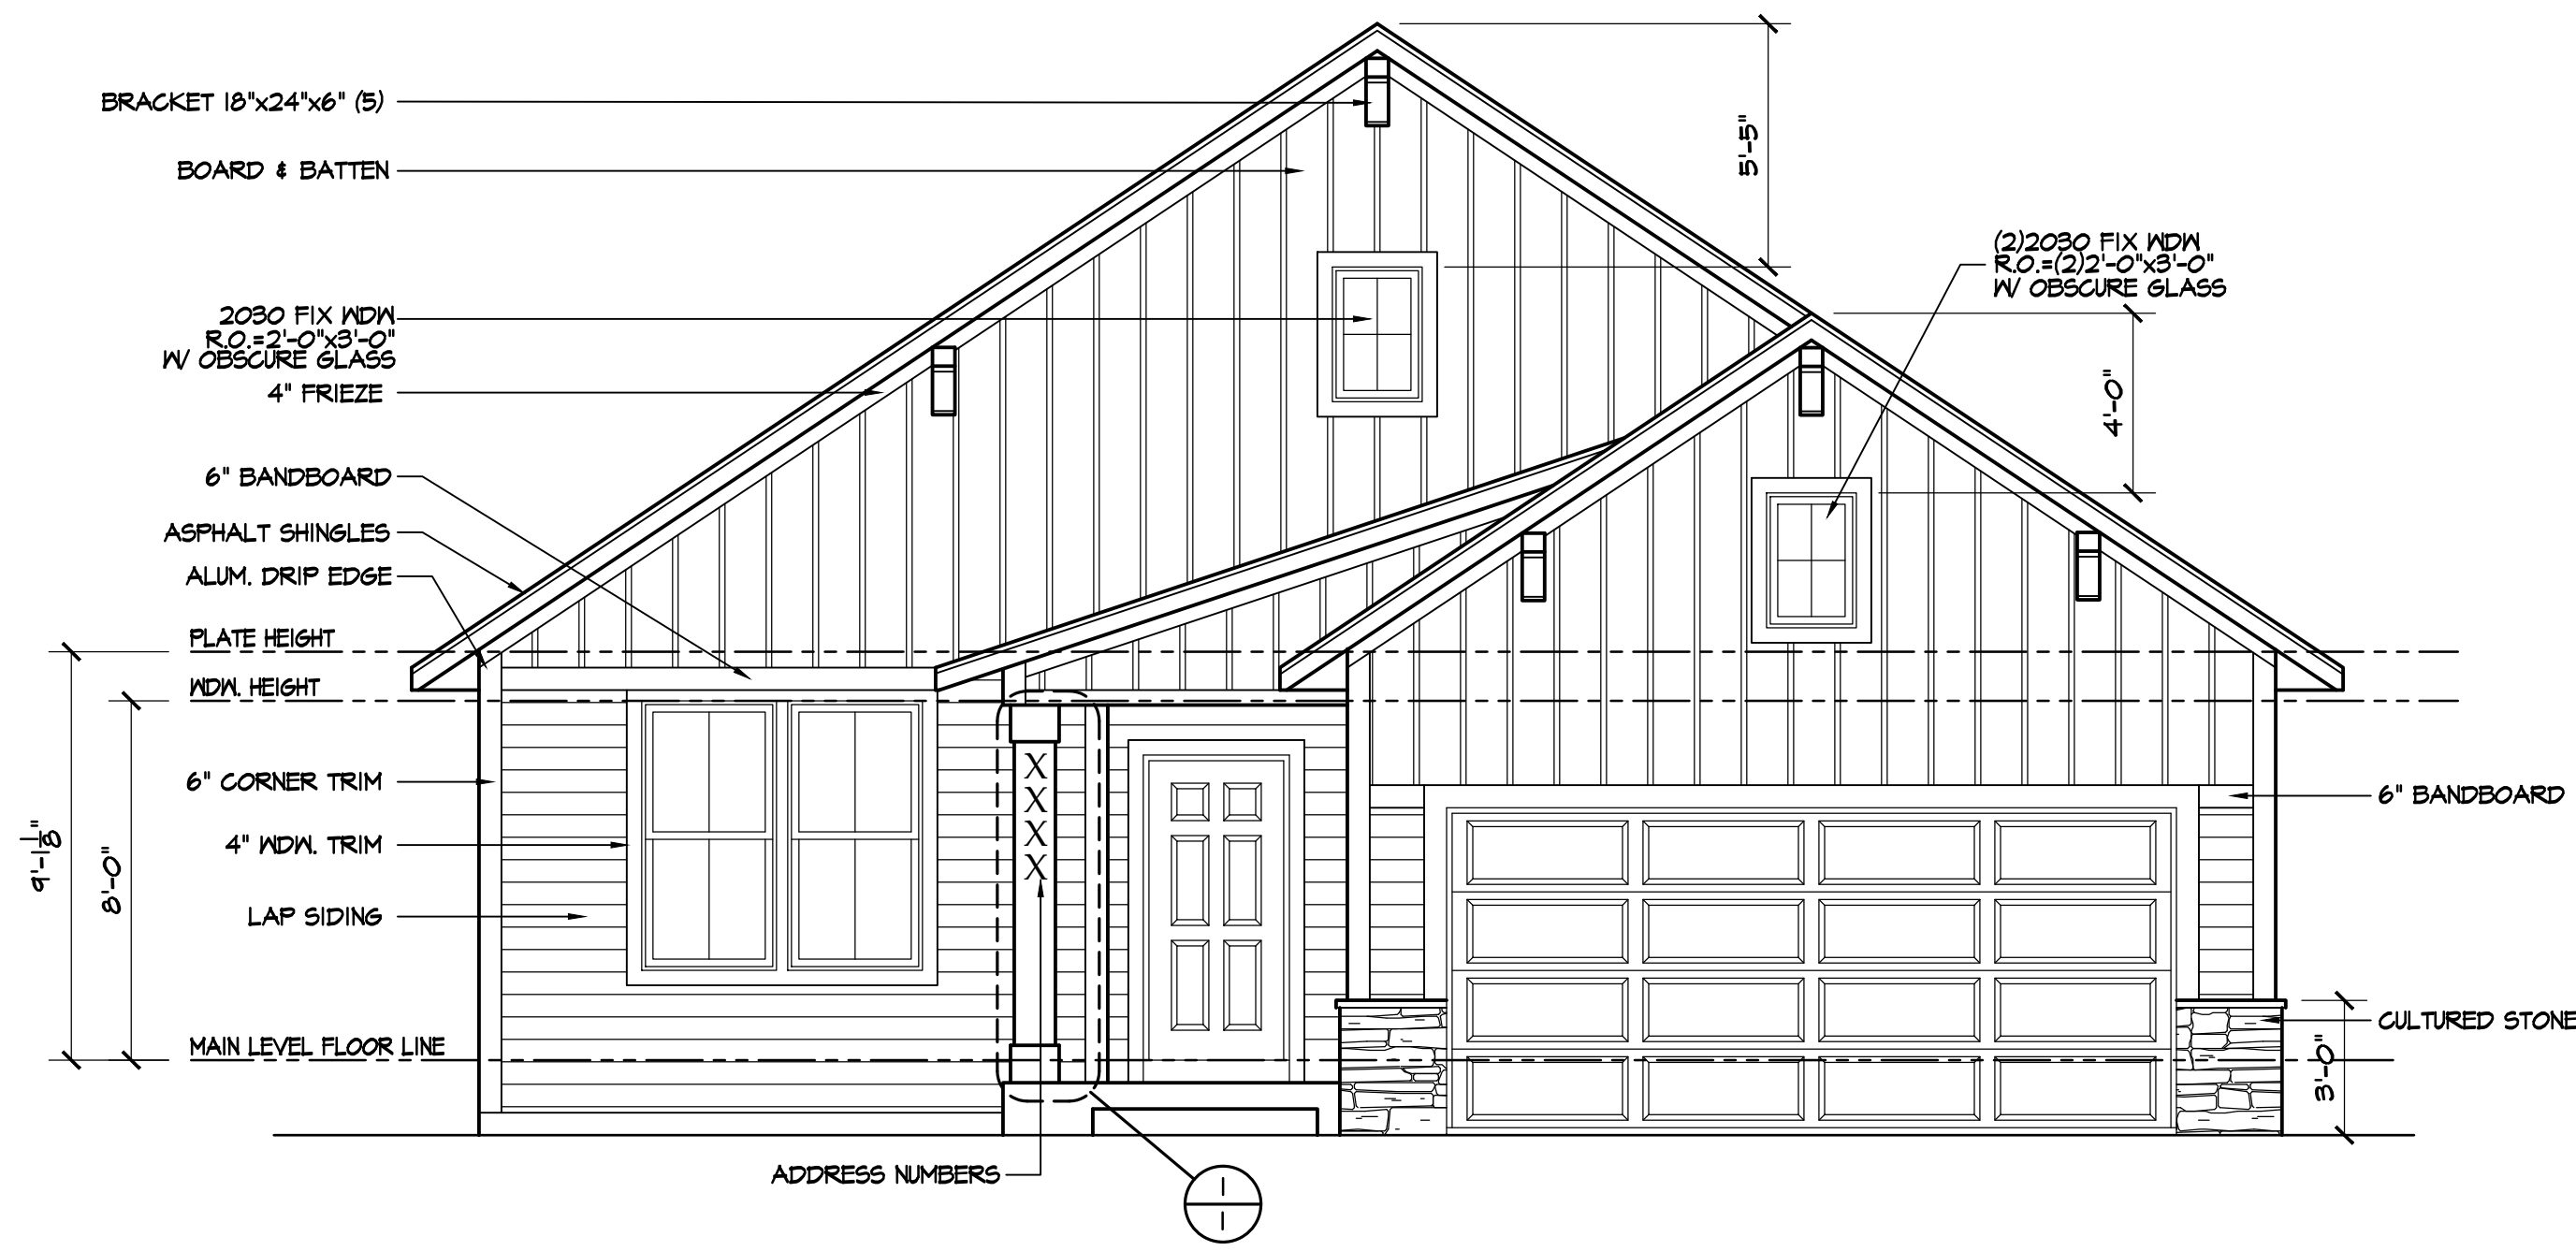 BRACKET 18"x24"x6" (5)
5'-5"
BOARD & BATTEN
(2)2030 FIX WDW
R.O.=(2)2'-0"x3'-0"
W/ OBSCURE GLASS
2030 FIX WDW
R.O.=2'-0"x3'-0"
W/ OBSCURE GLASS
4" FRIEZE
4'-0"
6" BANDBOARD
ASPHALT SHINGLES
ALUM. DRIP EDGE
PLATE HEIGHT
WDW. HEIGHT
6" CORNER TRIM
X
X
X
X
6" BANDBOARD
9'-1 1/8"
8'-0"
4" WDW. TRIM
LAP SIDING
CULTURED STONE
MAIN LEVEL FLOOR LINE
3'-0"
ADDRESS NUMBERS
1
1